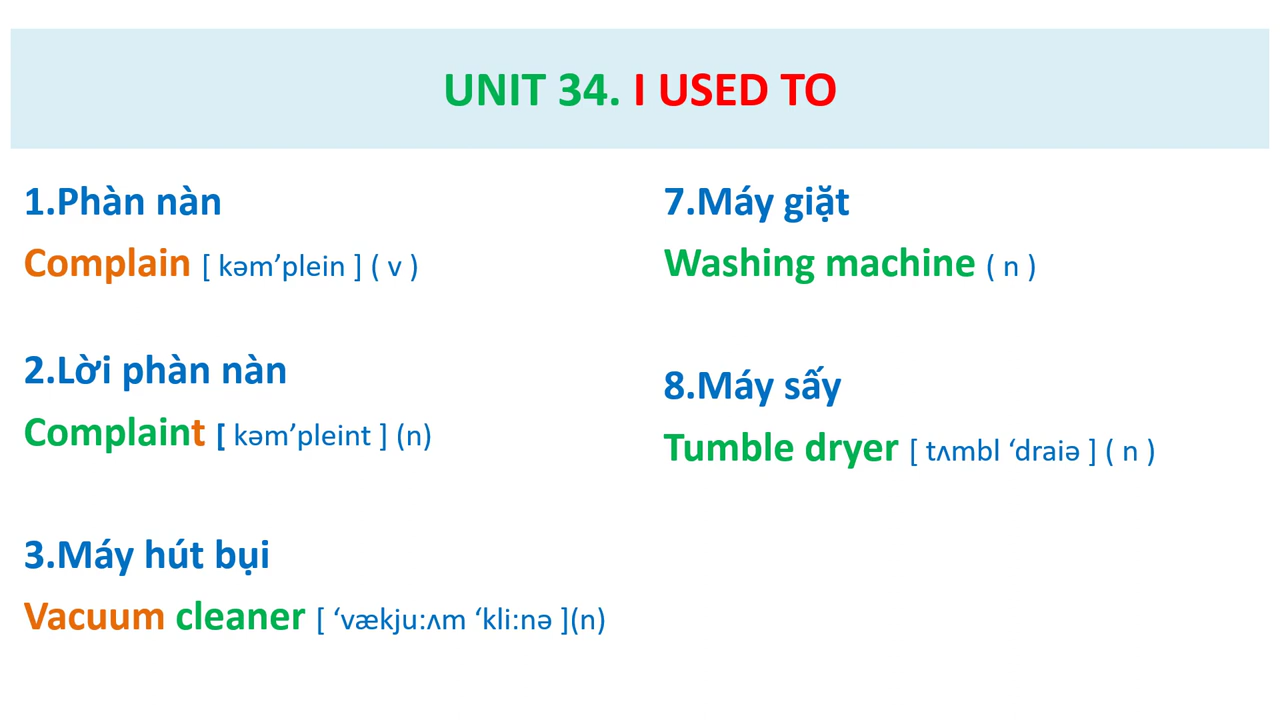 UNIT 34. I USED TO
1.Phàn nàn
Complain [ kəm’plein ] ( v )
2.Lời phàn nàn
Complaint [ kəm’pleint ] (n)
3.Máy hút bụi
Vacuum cleaner [ ‘vækju:ʌm ‘kli:nə ](n)
7.Máy giặt
Washing machine ( n )
8.Máy sấy
Tumble dryer [ tʌmbl ‘draiə ] ( n )